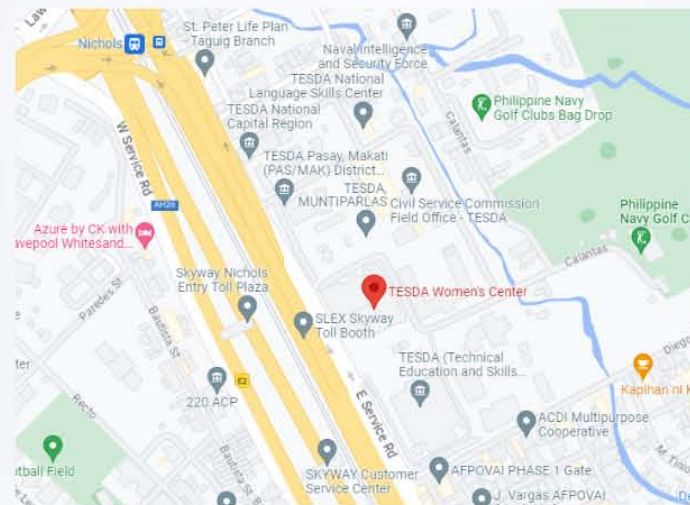 Law
Nichols
St. Peter Life Plan -
Taguig Branch
Naval Intelligence
and Security Force
TESDA National
Language Skills Center
TESDA National
Capital Region
Philippine Navy
Golf Clubs Bag Drop
Calantas
W Service Rd
TESDA Pasay, Makati
(PAS/MAK) District...
TESDA,
MUNTIPARLAS
Civil Service Commission
Field Office - TESDA
AH26
Philippine
Navy Golf C
Azure by CK with
avepool Whitesand...
Calantas
Skyway Nichols
Entry Toll Plaza
Paredes St
TESDA Women's Center
SLEX Skyway
Toll Booth
Bautista St
Diego
TESDA (Technical
Education and Skills...
E2
Kapihan ni K
220 ACP
Recto
E Service Rd
ACDI Multipurpose
Cooperative
Bautista St
otball Field
SKYWAY Customer
Service Center
AFPOVAI PHASE 1 Gate
J. Vargas AFPOVAI